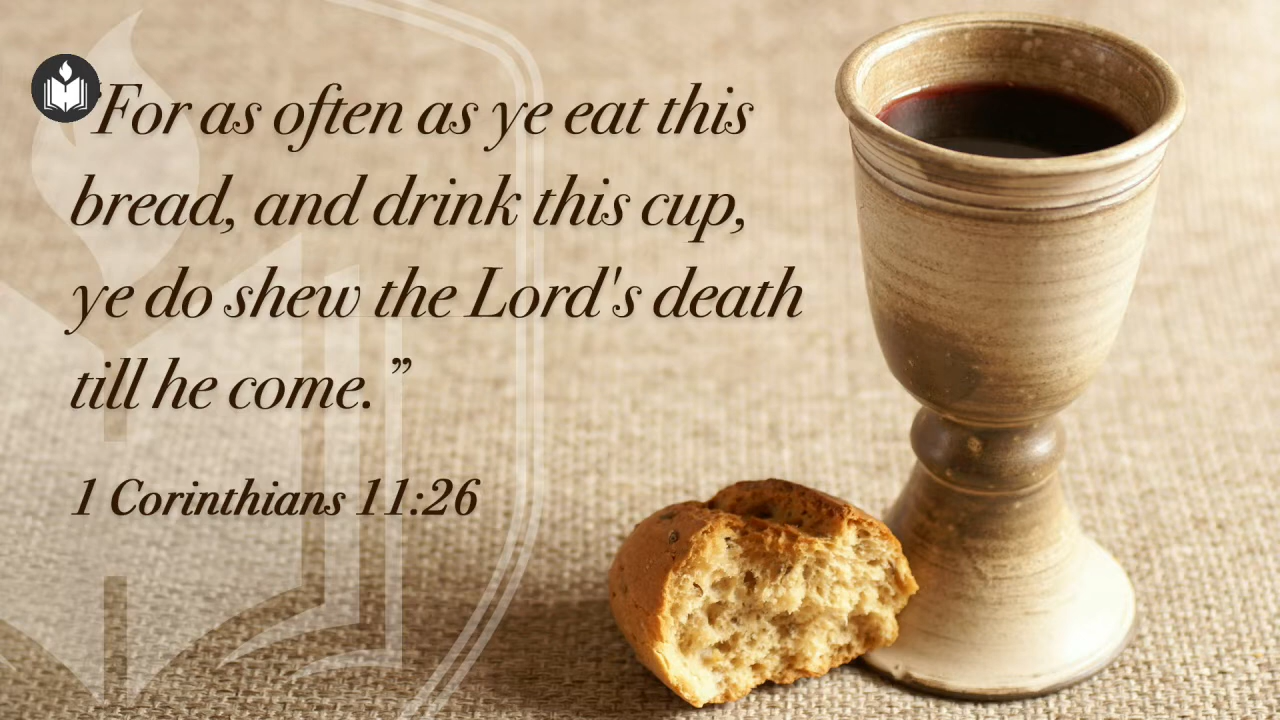 “For as often as ye eat this
bread, and drink this cup,
ye do shew the Lord's death
till he come.”
1 Corinthians 11:26